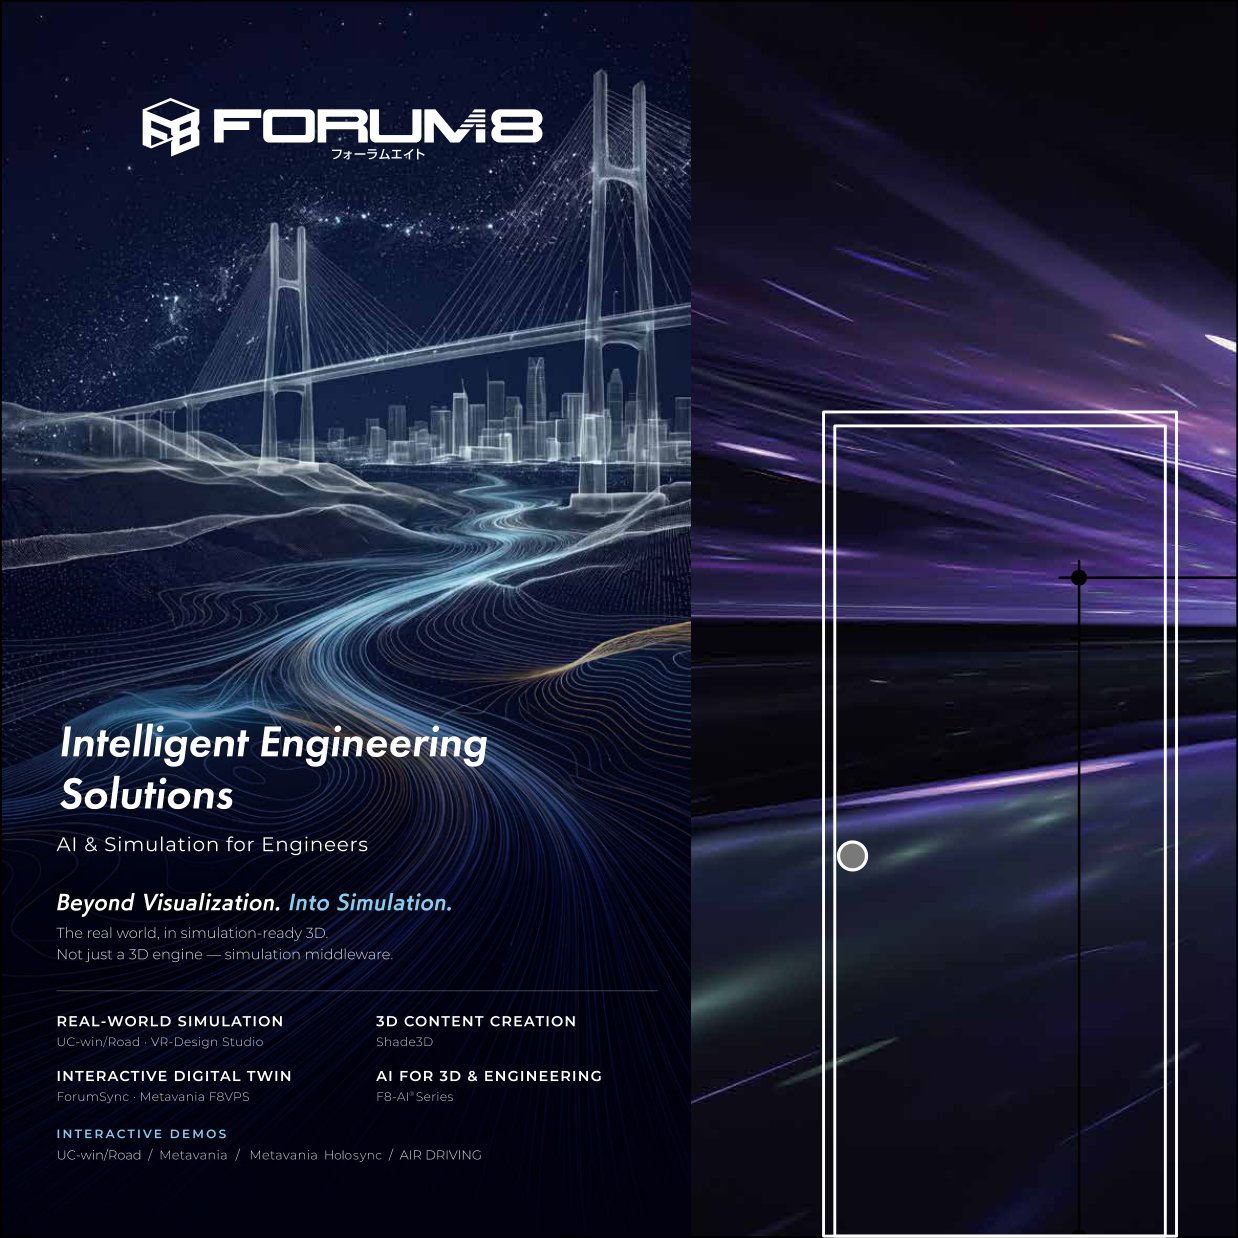 FORUM8
フォーラムエイト
Intelligent Engineering
Solutions
AI & Simulation for Engineers
Beyond Visualization. Into Simulation.
The real world, in simulation-ready 3D.
Not just a 3D engine — simulation middleware.
REAL-WORLD SIMULATION
UC-win/Road · VR-Design Studio
3D CONTENT CREATION
Shade3D
INTERACTIVE DIGITAL TWIN
ForumSync · Metavania F8VPS
AI FOR 3D & ENGINEERING
F8-AI® Series
INTERACTIVE DEMOS
UC-win/Road / Metavania / Metavania Holosync / AIR DRIVING